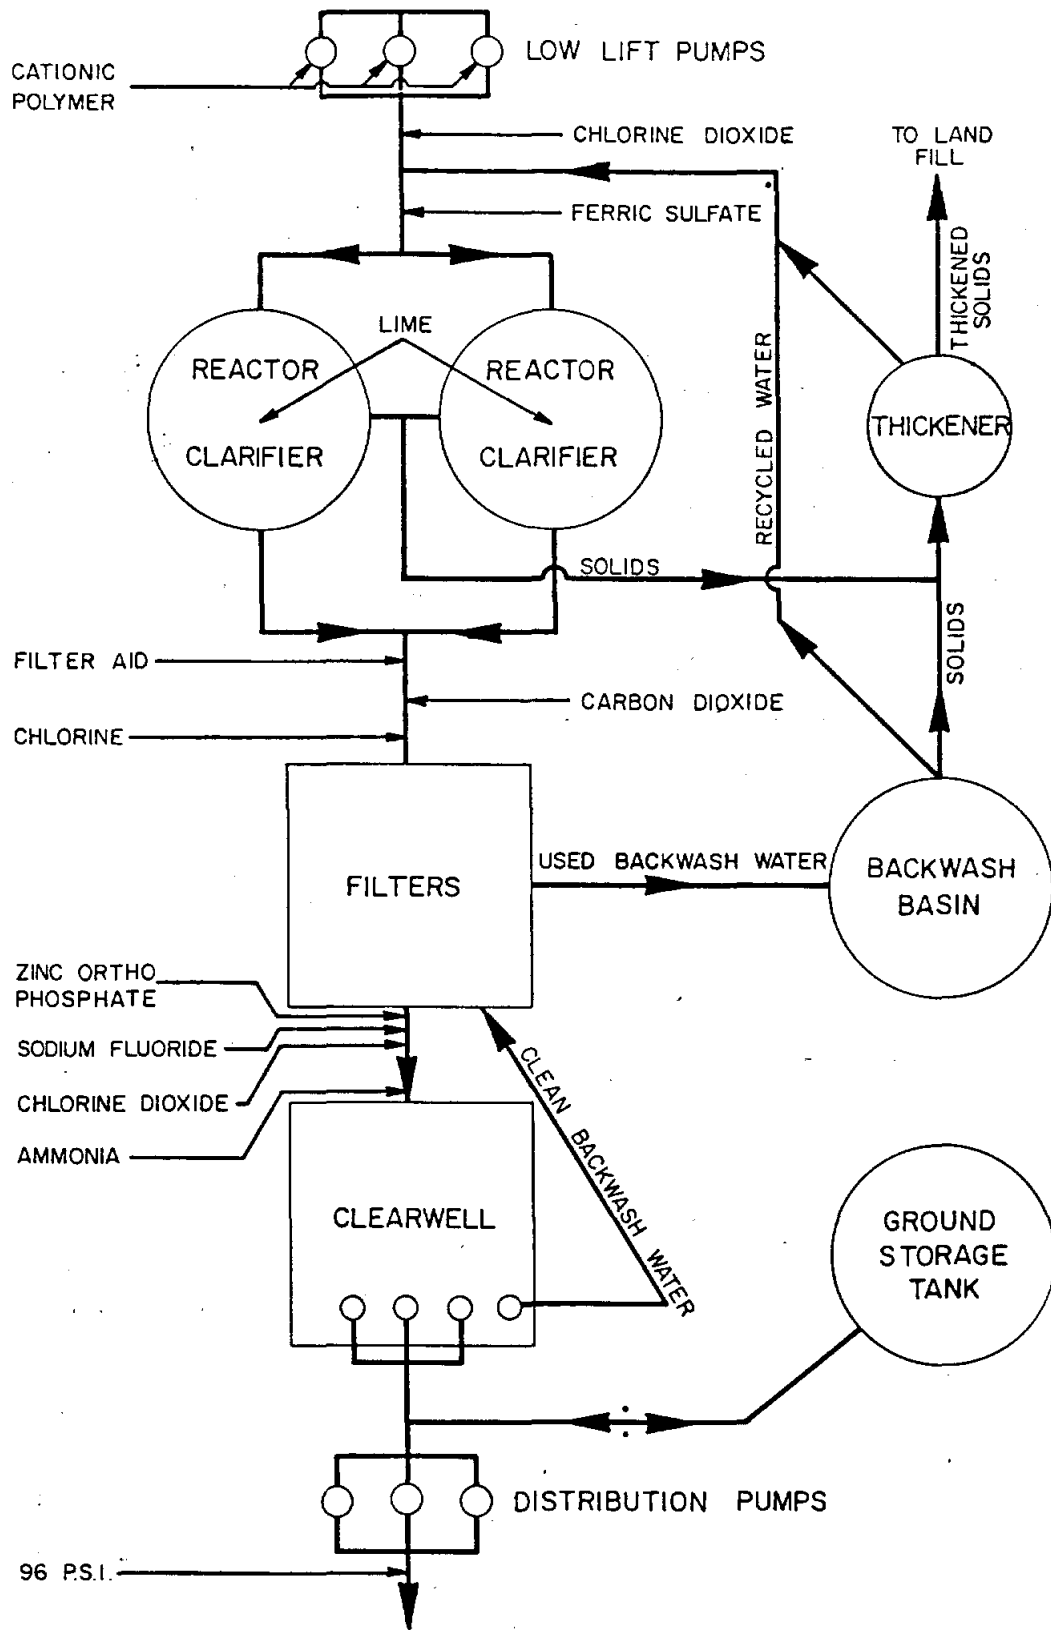 LOW LIFT PUMPS
CATIONIC
POLYMER
CHLORINE DIOXIDE
TO LAND
FILL
FERRIC SULFATE
THICKENED
SOLIDS
LIME
REACTOR
CLARIFIER
REACTOR
CLARIFIER
RECYCLED WATER
THICKENER
SOLIDS
SOLIDS
FILTER AID
CARBON DIOXIDE
CHLORINE
FILTERS
USED BACKWASH WATER
BACKWASH
BASIN
ZINC ORTHO
PHOSPHATE
SODIUM FLUORIDE
CHLORINE DIOXIDE
AMMONIA
CLEAN BACKWASH WATER
CLEARWELL
GROUND
STORAGE
TANK
DISTRIBUTION PUMPS
96 P.S.I.